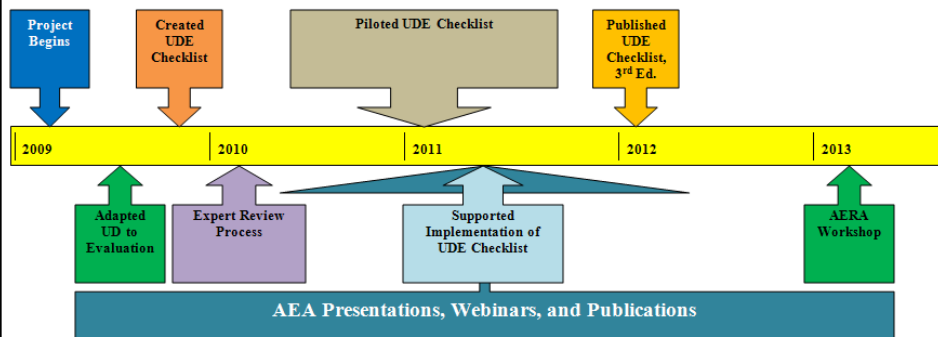 Project
Begins
Created
UDE
Checklist
Piloted UDE Checklist
Published
UDE
Checklist,
3rd Ed.
2009
2010
2011
2012
2013
Adapted
UD to
Evaluation
Expert Review
Process
Supported
Implementation of
UDE Checklist
AERA
Workshop
AEA Presentations, Webinars, and Publications